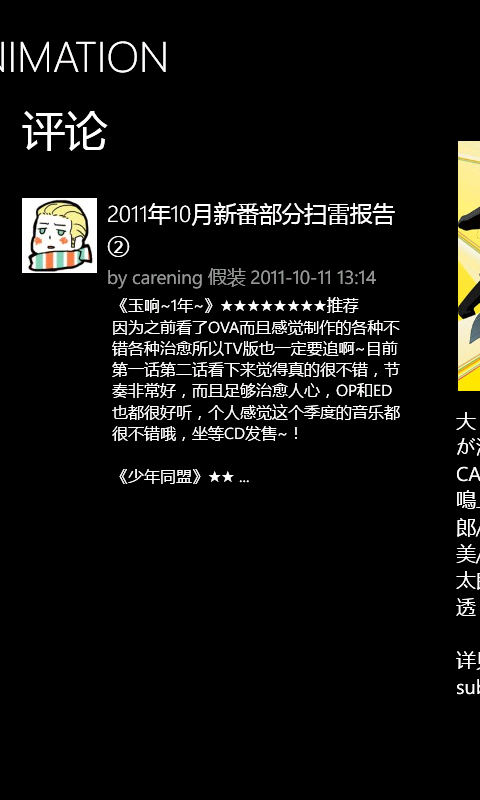 NIMATION
评论
2011年10月新番部分扫雷报告
②
by carening 假装 2011-10-11 13:14
《玉响~1年~》★★★★★★★★推荐
因为之前看了OVA而且感觉制作的各种不
错各种治愈所以TV版也一定要追啊~目前
第一话第二话看下来觉得真的很不错，节
奏非常好，而且足够治愈人心，OP和ED
也都很好听，个人感觉这个季度的音乐都
很不错哦，坐等CD发售~！
《少年同盟》★★ ...
大
が
CA
鳴
郎/
美/
太
透
详
sub